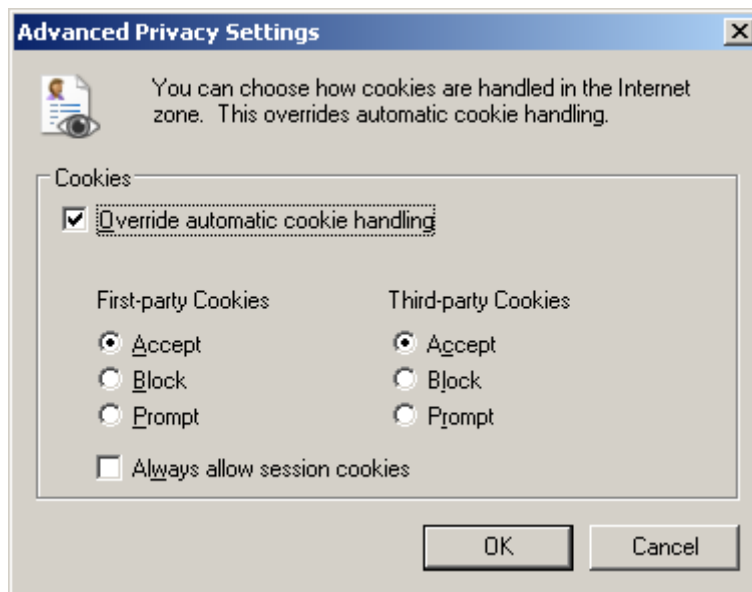 Advanced Privacy Settings
You can choose how cookies are handled in the Internet
zone. This overrides automatic cookie handling.
Cookies
Override automatic cookie handling
First-party Cookies Third-party Cookies
Accept Accept
Block Block
Prompt Prompt
Always allow session cookies
OK Cancel